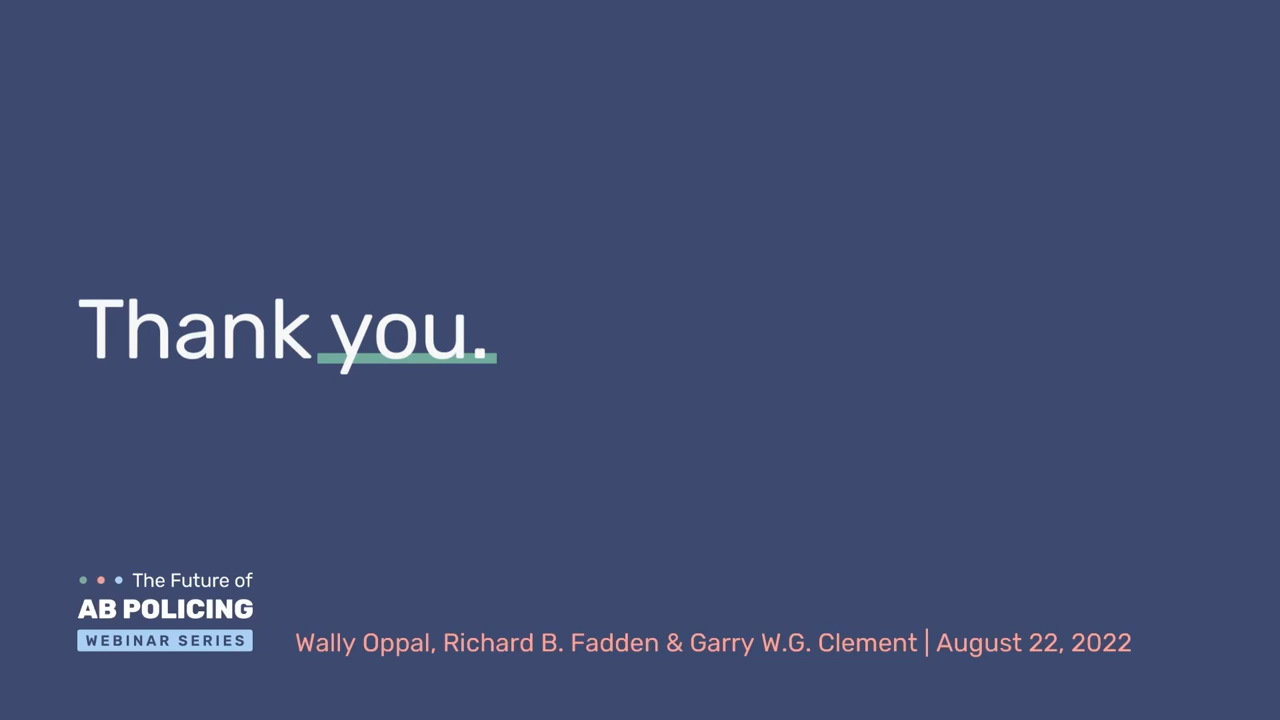 Thank you.
The Future of
AB POLICING
WEBINAR SERIES
Wally Oppal, Richard B. Fadden & Garry W.G. Clement | August 22, 2022